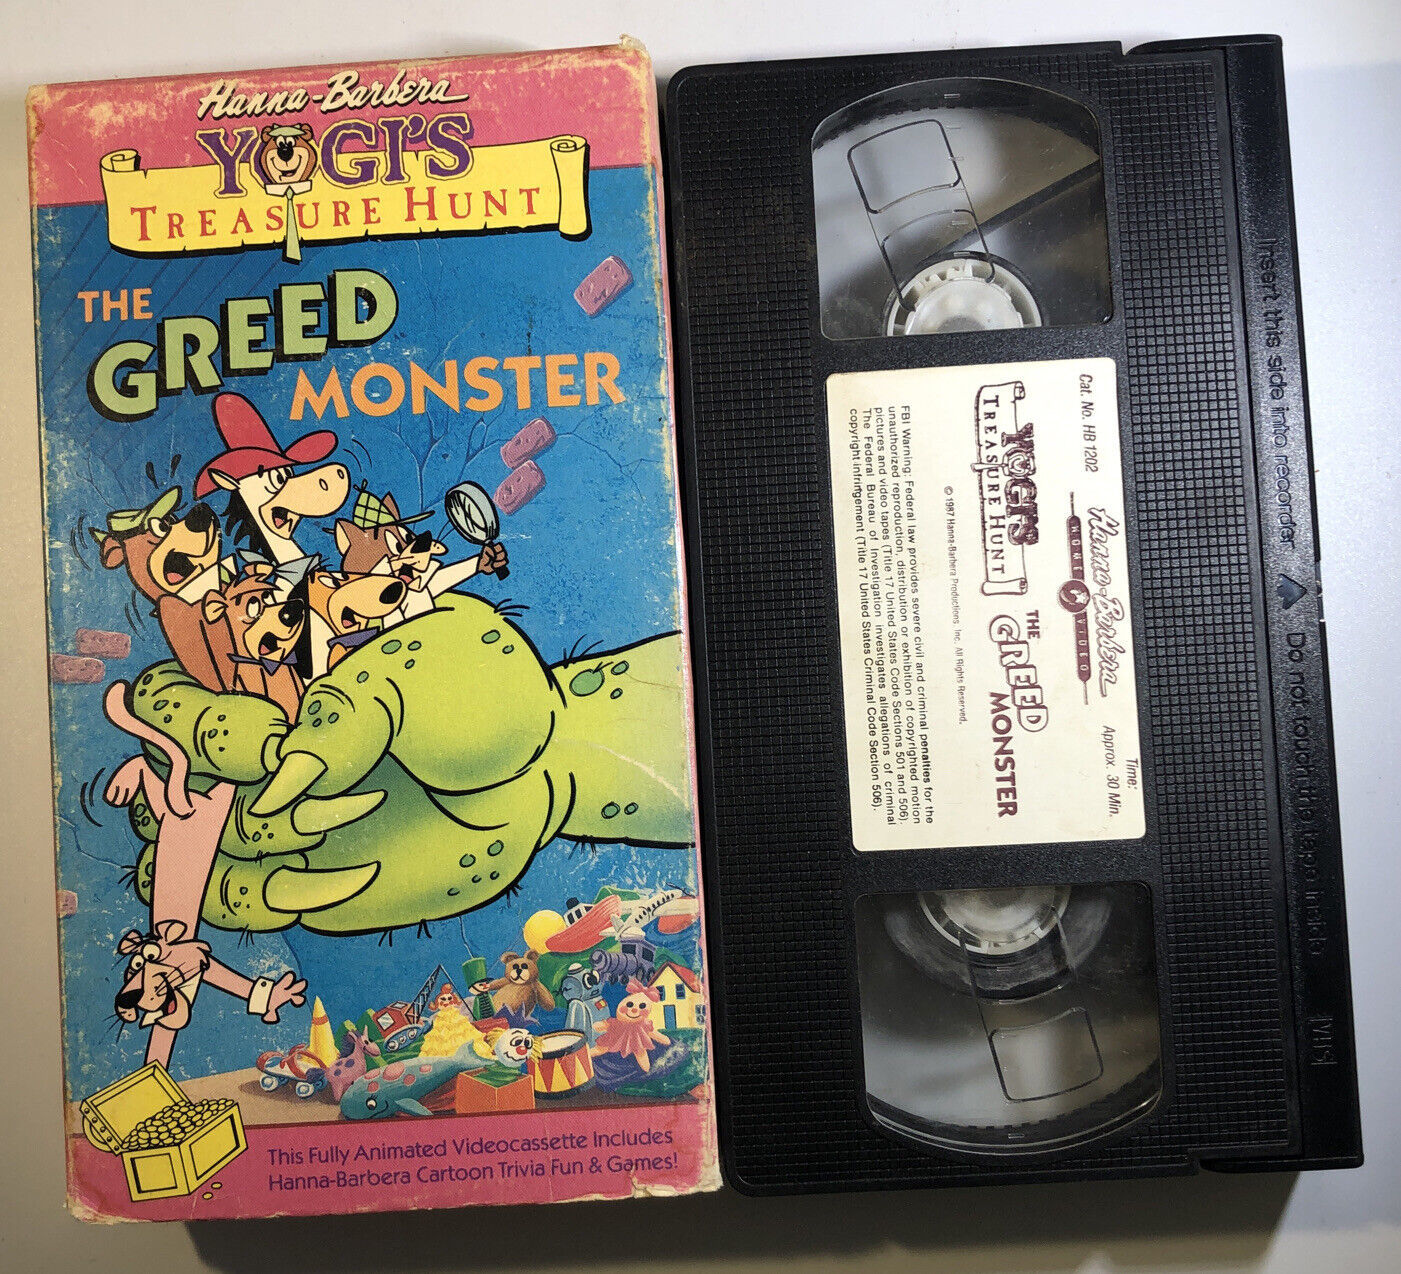 Hanna-Barbera
YOGI'S
TREASURE HUNT
THE
GREED
MONSTER
This Fully Animated Videocassette Includes
Hanna-Barbera Cartoon Trivia Fun & Games!
Cat. No. HB 1202
Hanna-Barbera
HOME VIDEO
Time:
Approx. 30 Min.
YOGI'S
TREASURE HUNT
THE
GREED
MONSTER
© 1987 Hanna-Barbera Productions, Inc. All Rights Reserved.
FBI Warning: Federal law provides severe civil and criminal penalties for the
unauthorized reproduction, distribution or exhibition of copyrighted motion
pictures and video tapes (Title 17 United States Code Sections 501 and 506).
The Federal Bureau of Investigation investigates allegations of criminal
copyright infringement (Title 17 United States Criminal Code Section 506).
Insert this side into recorder Do not touch the tape inside
VHS